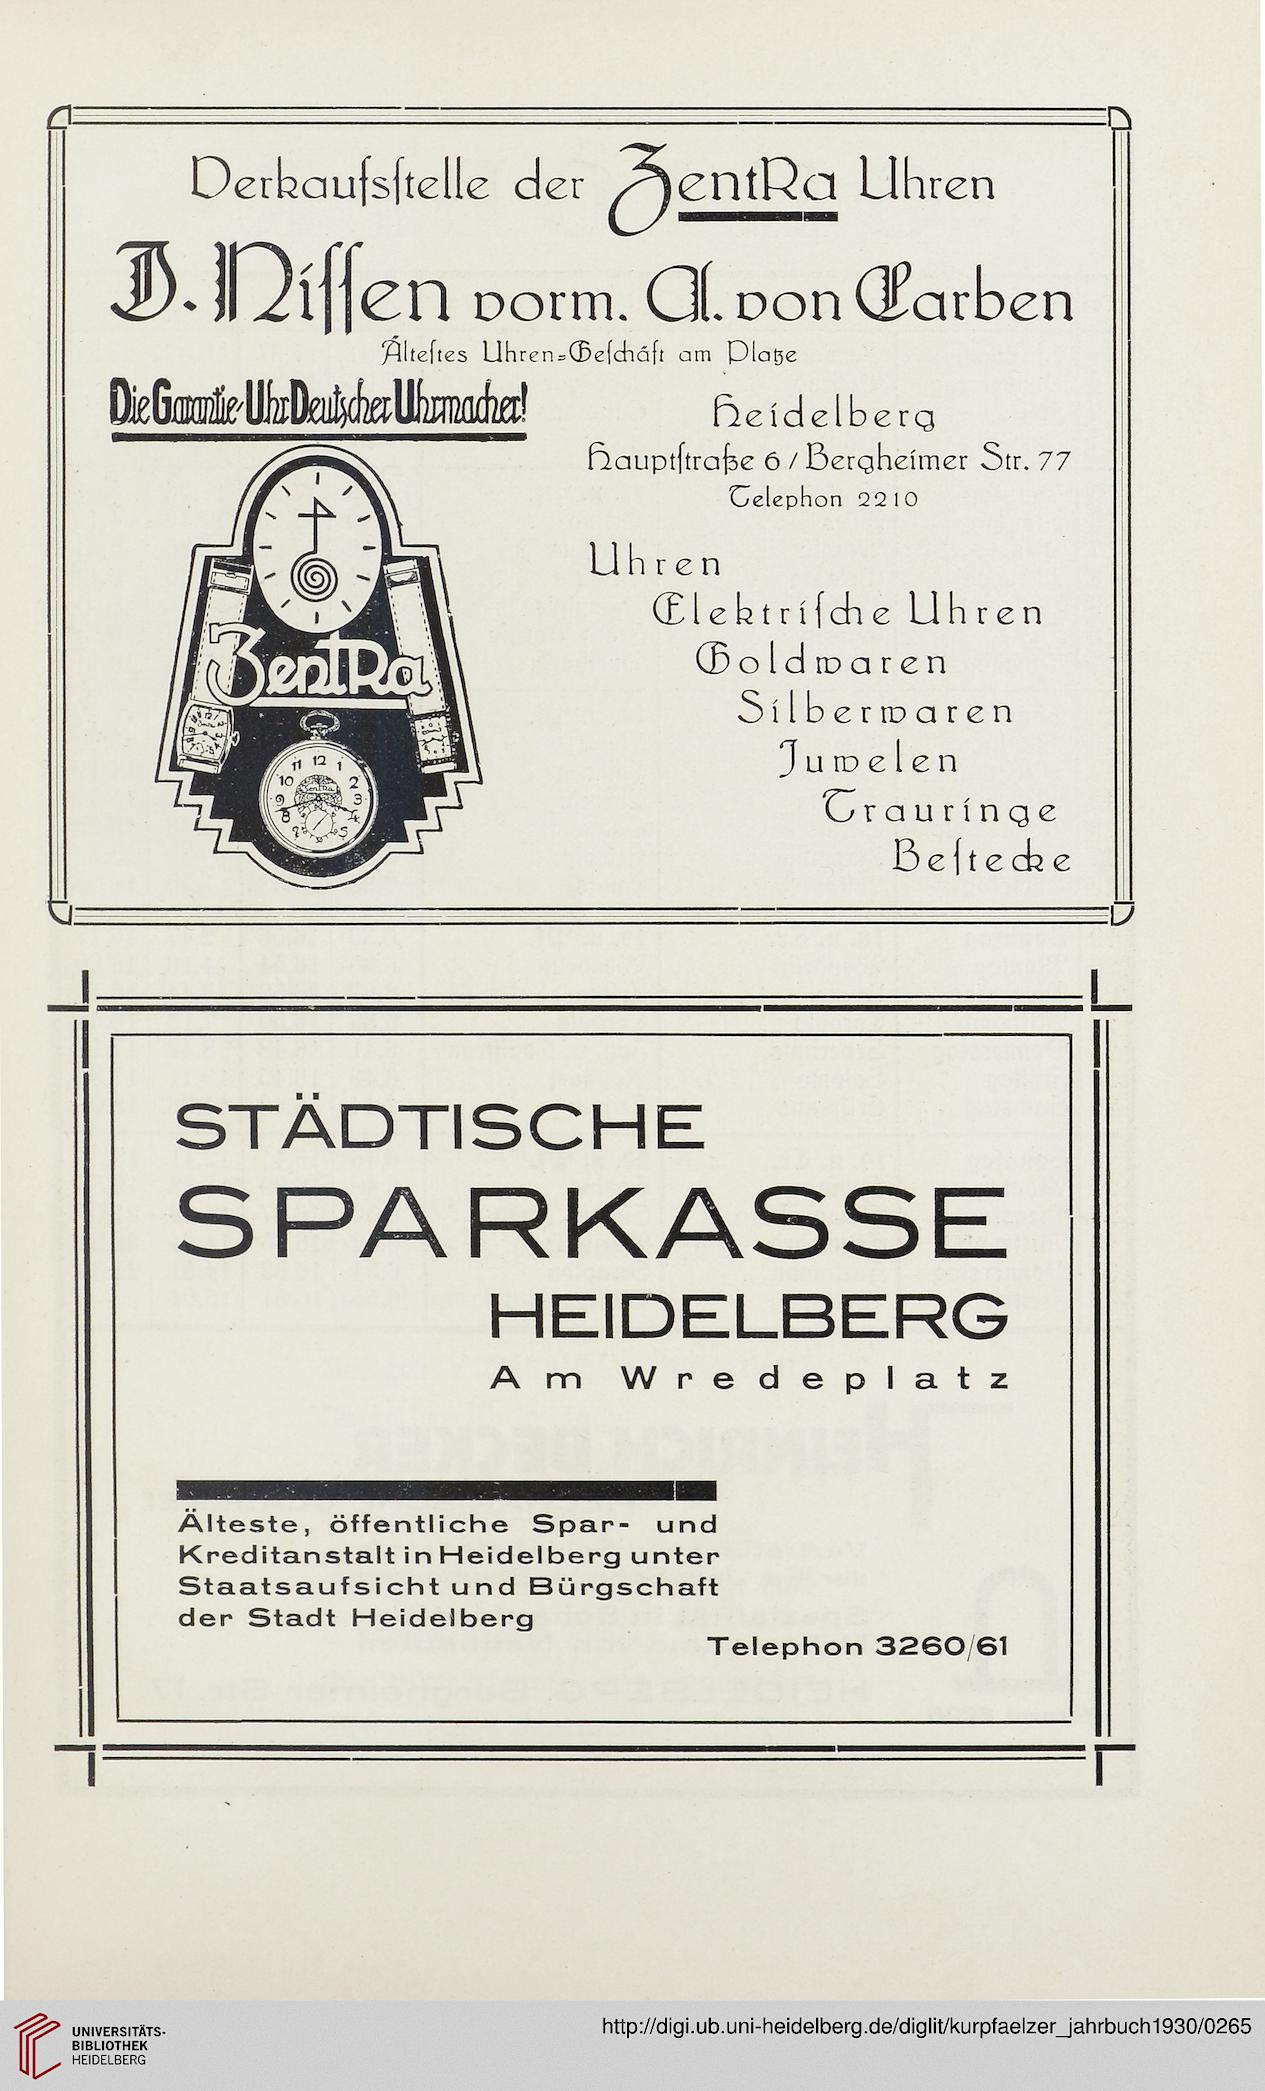 Verkaufsstelle der ZentRa Uhren
D. Nissen vorm. A. von Carben
Ältestes Uhren=Geschäft am Platze
Die Garantie-Uhr Deutscher Uhrmacher!
Heidelberg
Hauptstraße 6 / Bergheimer Str. 77
Telephon 2210
ZentRa
Uhren
Elektrische Uhren
Goldwaren
Silberwaren
Juwelen
Trauringe
Bestecke
STÄDTISCHE
SPARKASSE
HEIDELBERG
Am Wredeplatz
Älteste, öffentliche Spar- und
Kreditanstalt in Heidelberg unter
Staatsaufsicht und Bürgschaft
der Stadt Heidelberg
Telephon 3260/61
UNIVERSITÄTS-
BIBLIOTHEK
HEIDELBERG
http://digi.ub.uni-heidelberg.de/diglit/kurpfaelzer_jahrbuch1930/0265